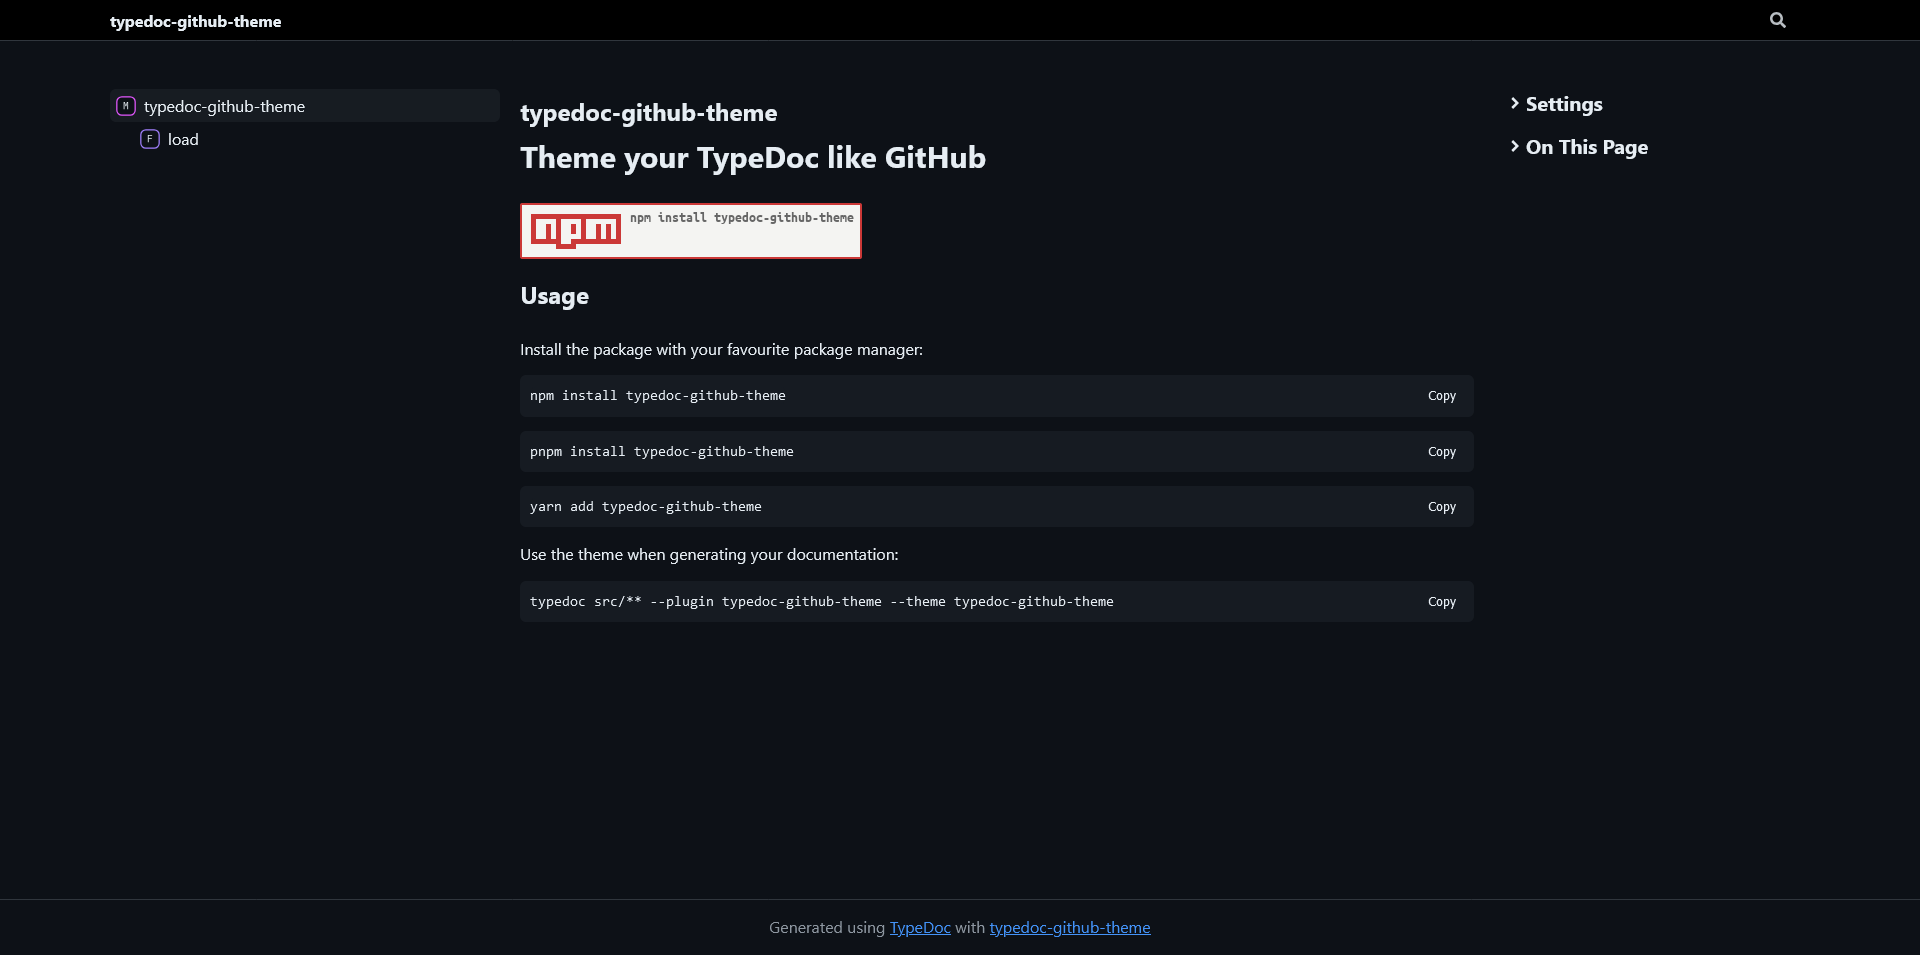 typedoc-github-theme
M typedoc-github-theme
F load
typedoc-github-theme
Theme your TypeDoc like GitHub
npm npm install typedoc-github-theme
Usage
Install the package with your favourite package manager:
npm install typedoc-github-theme Copy
pnpm install typedoc-github-theme Copy
yarn add typedoc-github-theme Copy
Use the theme when generating your documentation:
typedoc src/** --plugin typedoc-github-theme --theme typedoc-github-theme Copy
Settings
On This Page
Generated using TypeDoc with typedoc-github-theme